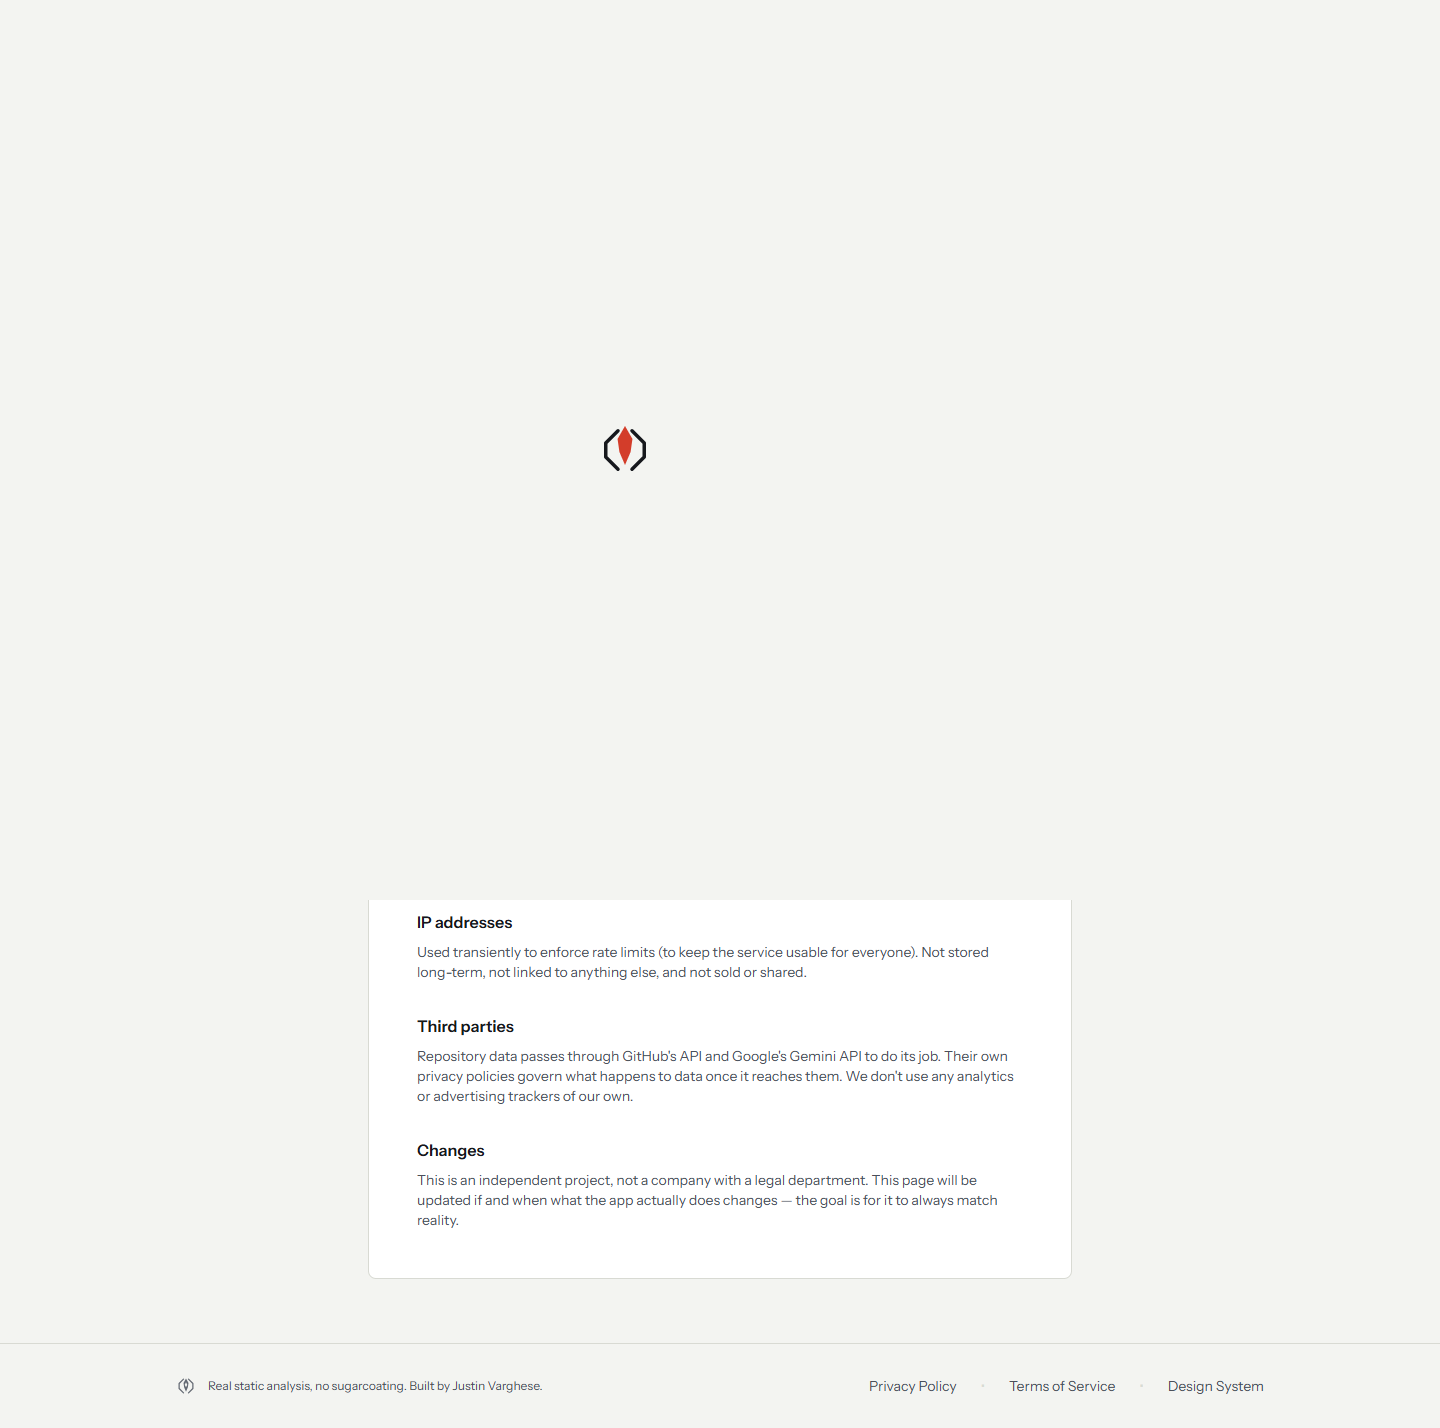 IP addresses
Used transiently to enforce rate limits (to keep the service usable for everyone). Not stored
long-term, not linked to anything else, and not sold or shared.
Third parties
Repository data passes through GitHub's API and Google's Gemini API to do its job. Their own
privacy policies govern what happens to data once it reaches them. We don't use any analytics
or advertising trackers of our own.
Changes
This is an independent project, not a company with a legal department. This page will be
updated if and when what the app actually does changes — the goal is for it to always match
reality.
Real static analysis, no sugarcoating. Built by Justin Varghese.
Privacy Policy · Terms of Service · Design System